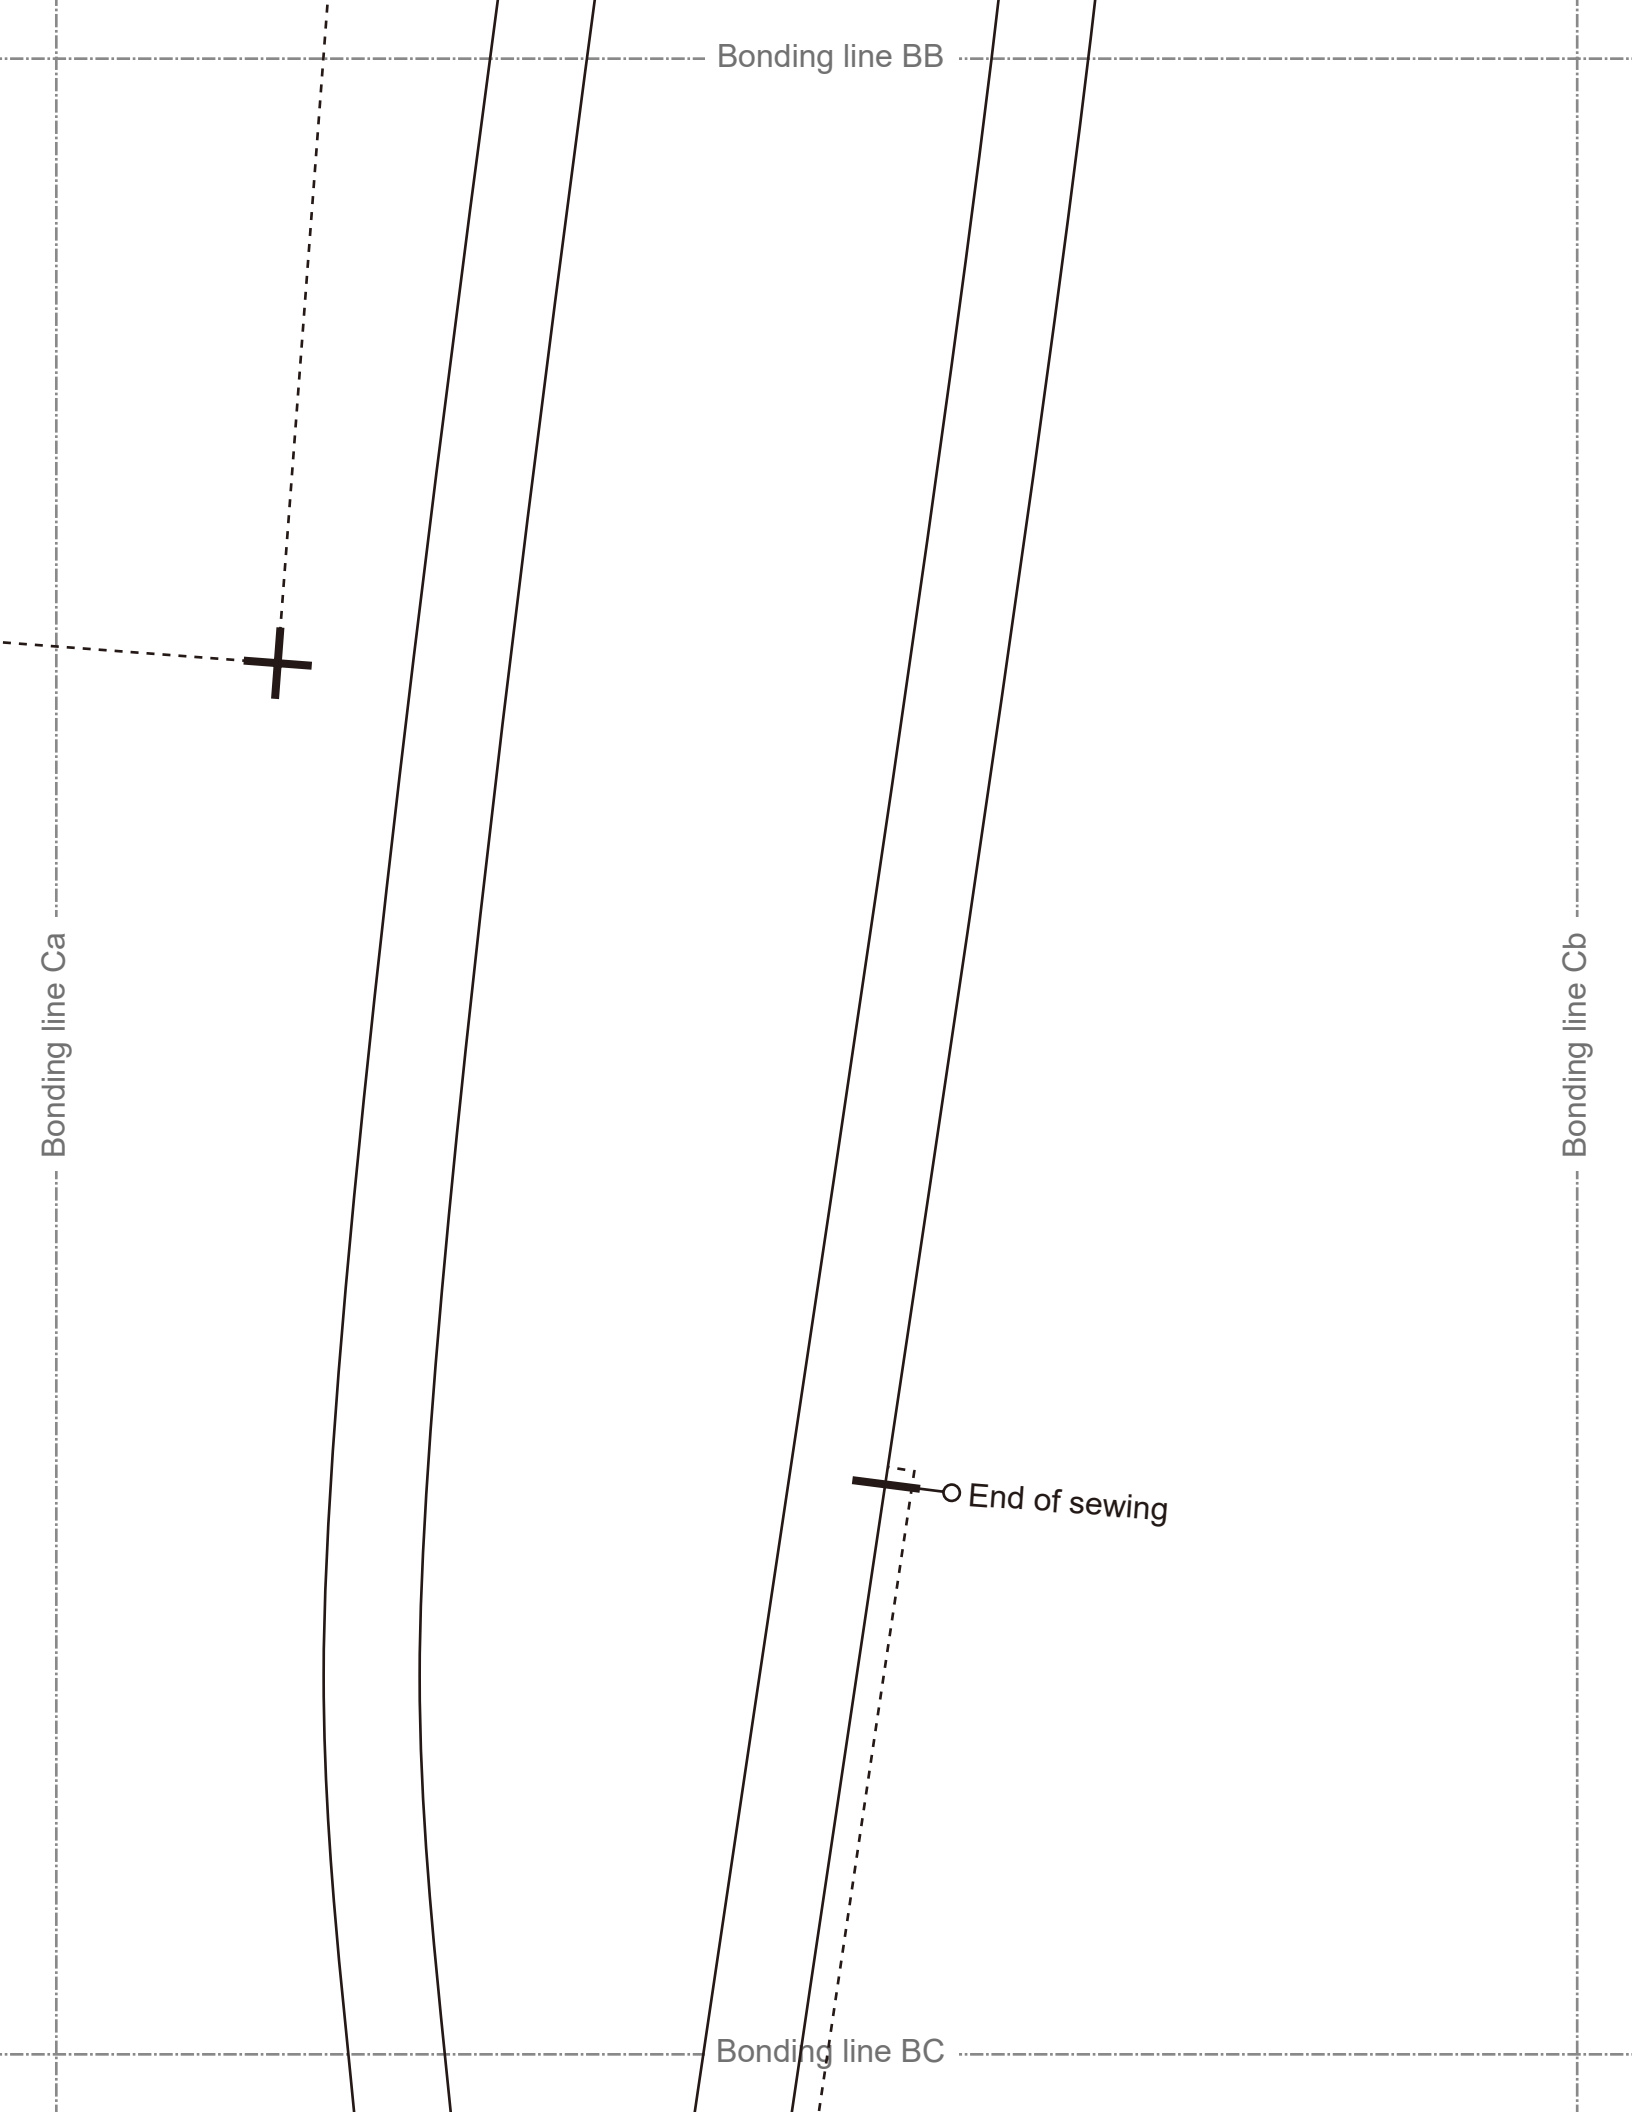 Bonding line BB
Bonding line Ca
Bonding line Cb
End of sewing
Bonding line BC